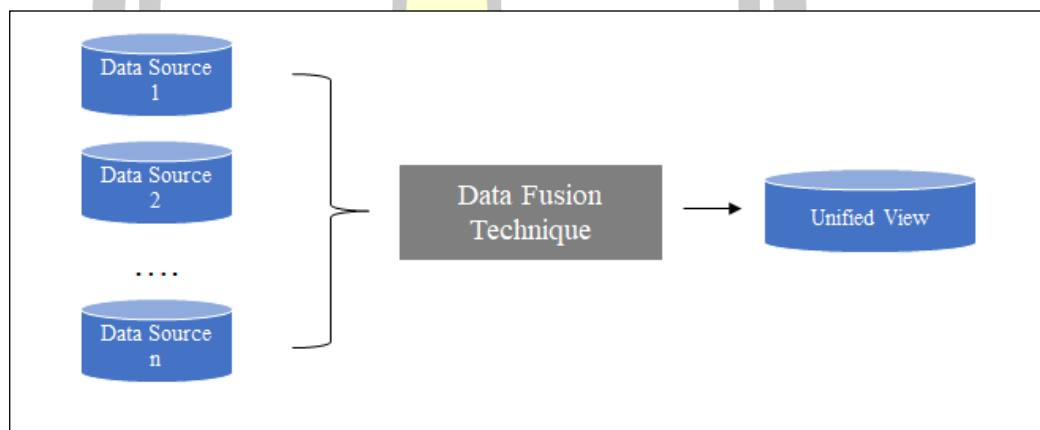 Data Source
1
Data Source
2
....
Data Source
n
Data Fusion
Technique
Unified View